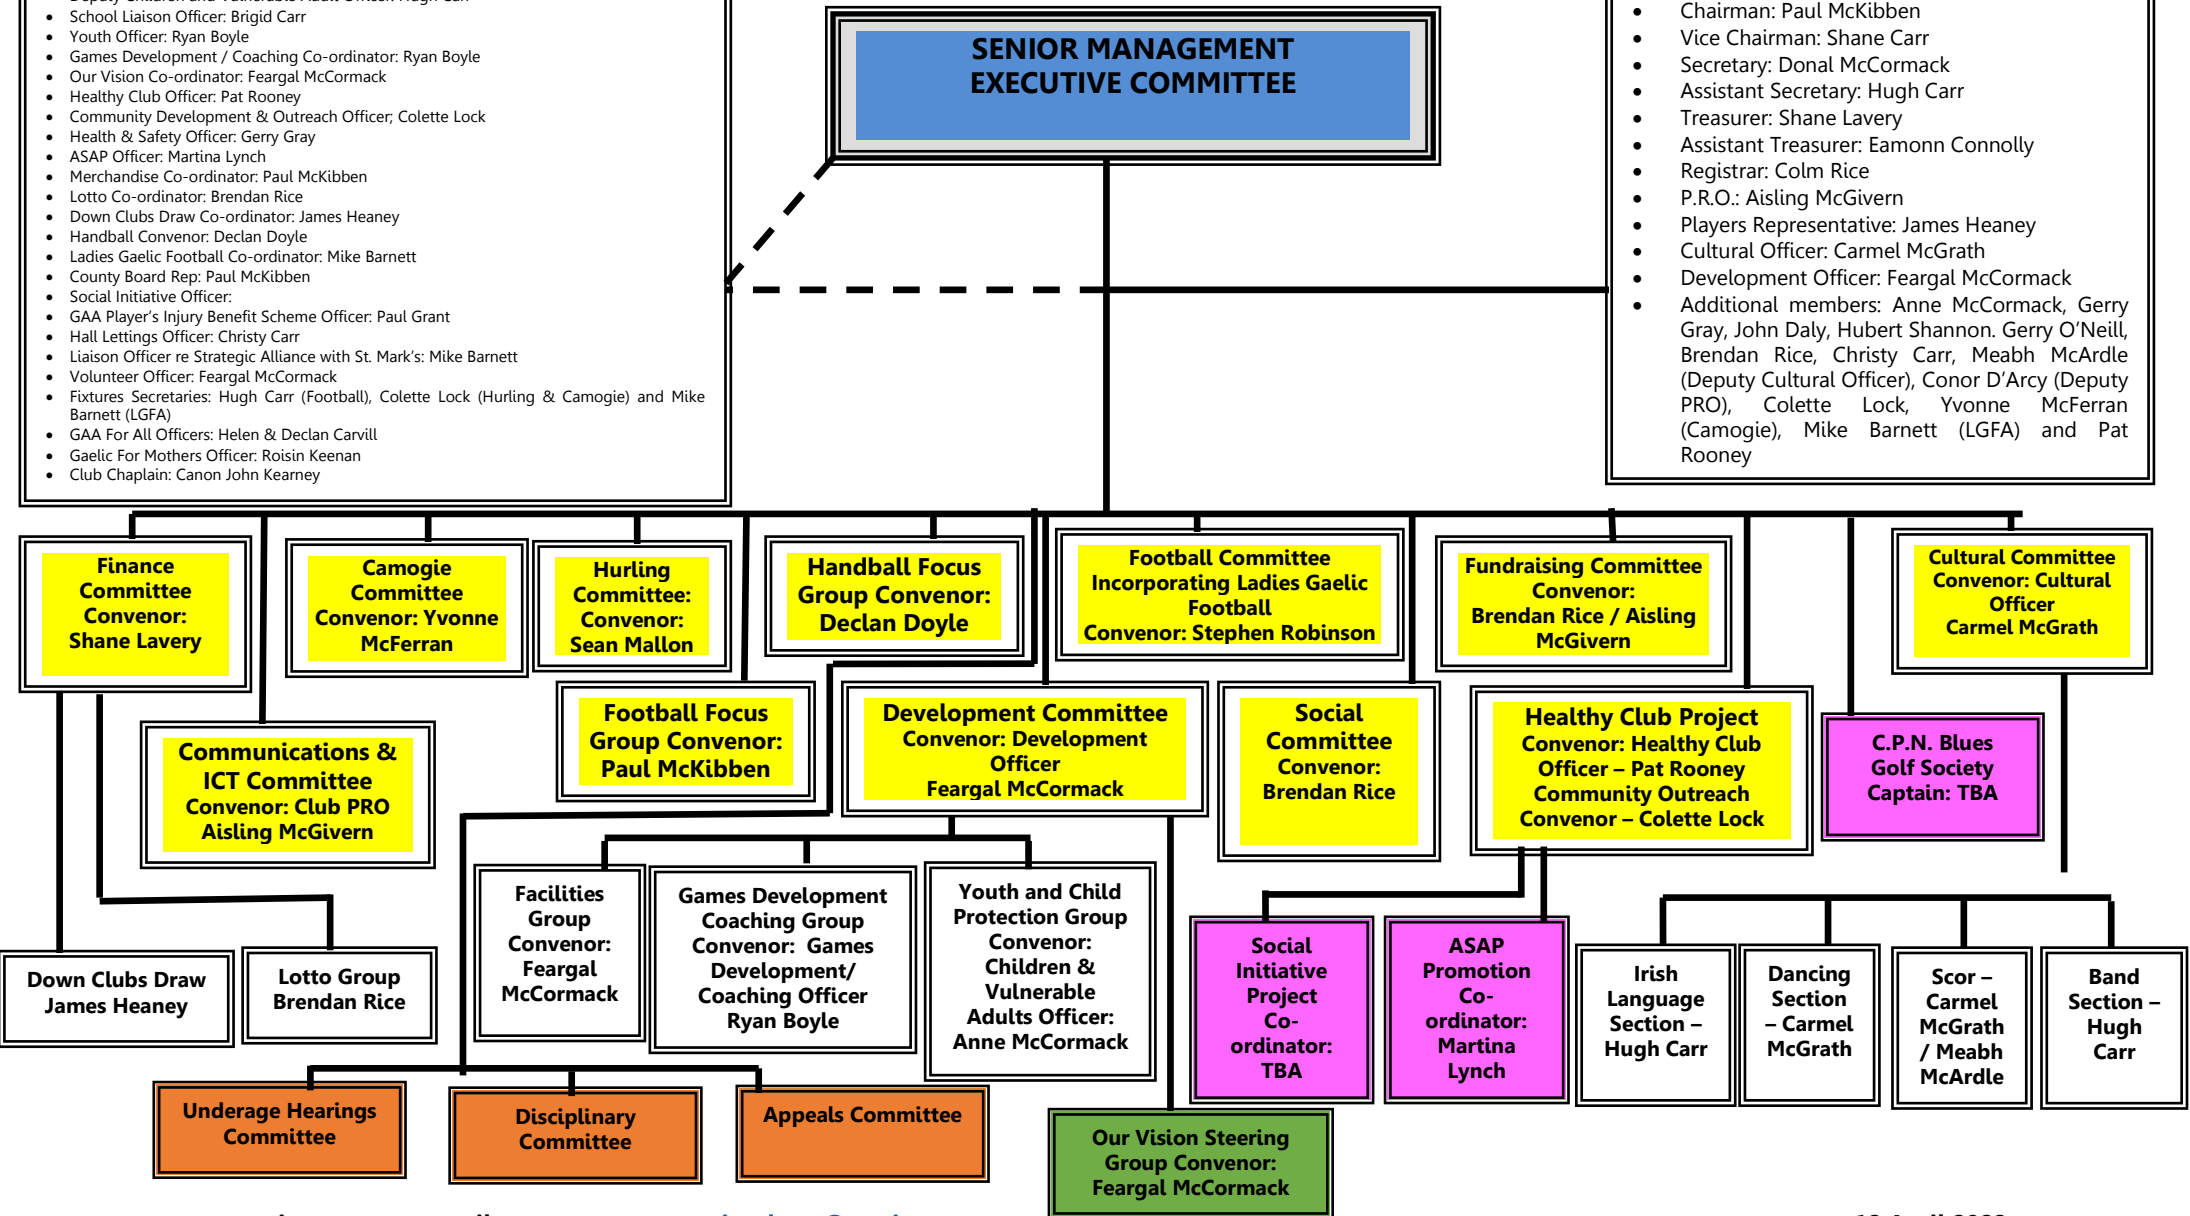 School Liaison Officer: Brigid Carr
Youth Officer: Ryan Boyle
Games Development / Coaching Co-ordinator: Ryan Boyle
Our Vision Co-ordinator: Feargal McCormack
Healthy Club Officer: Pat Rooney
Community Development & Outreach Officer; Colette Lock
Health & Safety Officer: Gerry Gray
ASAP Officer: Martina Lynch
Merchandise Co-ordinator: Paul McKibben
Lotto Co-ordinator: Brendan Rice
Down Clubs Draw Co-ordinator: James Heaney
Handball Convenor: Declan Doyle
Ladies Gaelic Football Co-ordinator: Mike Barnett
County Board Rep: Paul McKibben
Social Initiative Officer:
GAA Player's Injury Benefit Scheme Officer: Paul Grant
Hall Lettings Officer: Christy Carr
Liaison Officer re Strategic Alliance with St. Mark's: Mike Barnett
Volunteer Officer: Feargal McCormack
Fixtures Secretaries: Hugh Carr (Football), Colette Lock (Hurling & Camogie) and Mike
Barnett (LGFA)
GAA For All Officers: Helen & Declan Carvill
Gaelic For Mothers Officer: Roisin Keenan
Club Chaplain: Canon John Kearney
SENIOR MANAGEMENT
EXECUTIVE COMMITTEE
Chairman: Paul McKibben
Vice Chairman: Shane Carr
Secretary: Donal McCormack
Assistant Secretary: Hugh Carr
Treasurer: Shane Lavery
Assistant Treasurer: Eamonn Connolly
Registrar: Colm Rice
P.R.O.: Aisling McGivern
Players Representative: James Heaney
Cultural Officer: Carmel McGrath
Development Officer: Feargal McCormack
Additional members: Anne McCormack, Gerry
Gray, John Daly, Hubert Shannon. Gerry O'Neill,
Brendan Rice, Christy Carr, Meabh McArdle
(Deputy Cultural Officer), Conor D'Arcy (Deputy
PRO), Colette Lock, Yvonne McFerran
(Camogie), Mike Barnett (LGFA) and Pat
Rooney
Finance
Committee
Convenor:
Shane Lavery
Camogie
Committee
Convenor: Yvonne
McFerran
Hurling
Committee:
Convenor:
Sean Mallon
Handball Focus
Group Convenor:
Declan Doyle
Football Committee
Incorporating Ladies Gaelic
Football
Convenor: Stephen Robinson
Fundraising Committee
Convenor:
Brendan Rice / Aisling
McGivern
Cultural Committee
Convenor: Cultural
Officer
Carmel McGrath
Communications &
ICT Committee
Convenor: Club PRO
Aisling McGivern
Football Focus
Group Convenor:
Paul McKibben
Development Committee
Convenor: Development
Officer
Feargal McCormack
Social
Committee
Convenor:
Brendan Rice
Healthy Club Project
Convenor: Healthy Club
Officer – Pat Rooney
Community Outreach
Convenor – Colette Lock
C.P.N. Blues
Golf Society
Captain: TBA
Down Clubs Draw
James Heaney
Lotto Group
Brendan Rice
Facilities
Group
Convenor:
Feargal
McCormack
Games Development
Coaching Group
Convenor: Games
Development/
Coaching Officer
Ryan Boyle
Youth and Child
Protection Group
Convenor:
Children &
Vulnerable
Adults Officer:
Anne McCormack
Social
Initiative
Project
Co-
ordinator:
TBA
ASAP
Promotion
Co-
ordinator:
Martina
Lynch
Irish
Language
Section –
Hugh Carr
Dancing
Section
– Carmel
McGrath
Scor –
Carmel
McGrath
/ Meabh
McArdle
Band
Section –
Hugh
Carr
Underage Hearings
Committee
Disciplinary
Committee
Appeals Committee
Our Vision Steering
Group Convenor:
Feargal McCormack